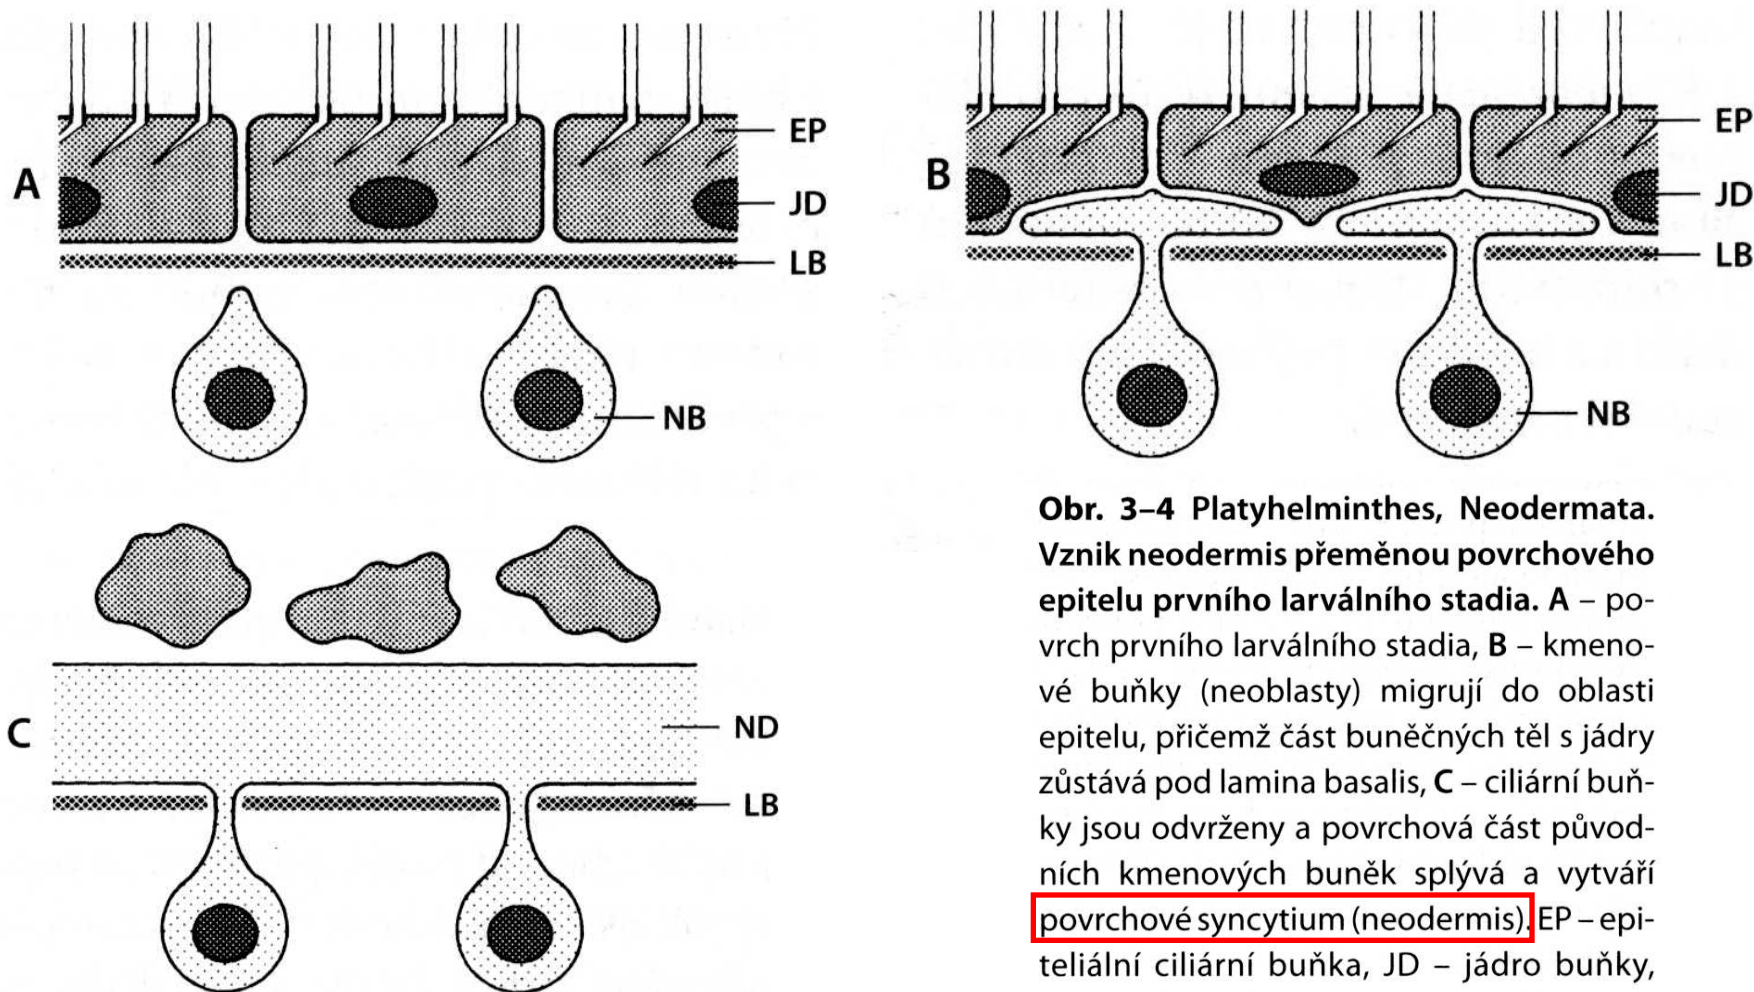 A
EP
JD
LB
NB
B
EP
JD
LB
NB
C
ND
LB
Obr. 3–4 Platyhelminthes, Neodermata.
Vznik neodermis přeměnou povrchového
epitelu prvního larválního stadia. A – po-
vrch prvního larválního stadia, B – kmeno-
vé buňky (neoblasty) migrují do oblasti
epitelu, přičemž část buněčných těl s jádry
zůstává pod lamina basalis, C – ciliární buň-
ky jsou odvrženy a povrchová část původ-
ních kmenových buněk splývá a vytváří
povrchové syncytium (neodermis). EP – epi-
teliální ciliární buňka, JD – jádro buňky,